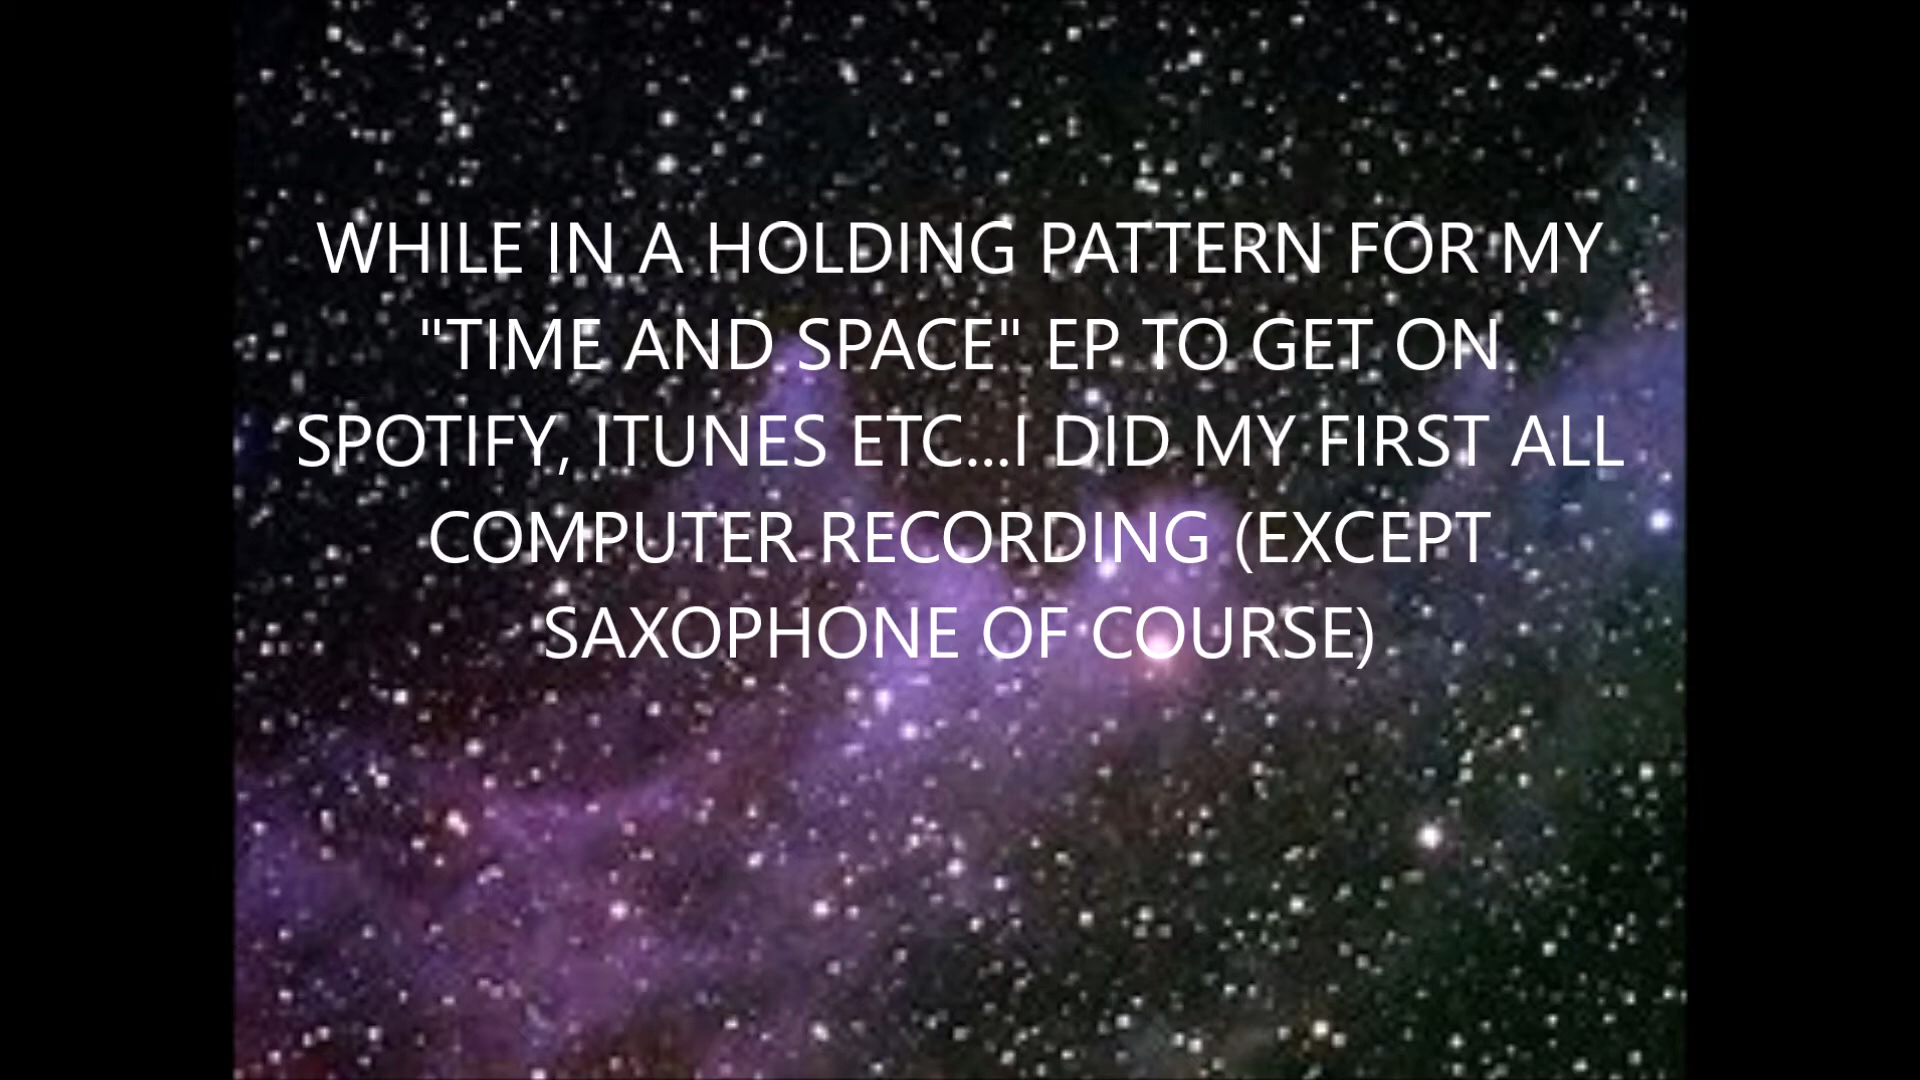 WHILE IN A HOLDING PATTERN FOR MY
"TIME AND SPACE" EP TO GET ON
SPOTIFY, ITUNES ETC...I DID MY FIRST ALL
COMPUTER RECORDING (EXCEPT
SAXOPHONE OF COURSE)